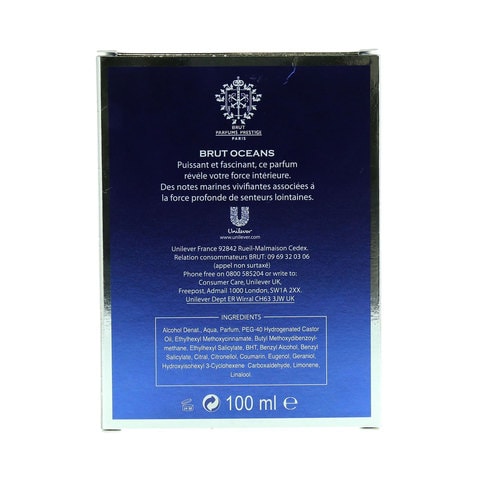 BRUT
PARFUMS PRESTIGE
PARIS
BRUT OCEANS
Puissant et fascinant, ce parfum
révèle votre force intérieure.
Des notes marines vivifiantes associées à
la force profonde de senteurs lointaines.
Unilever
www.unilever.com
Unilever France 92842 Rueil-Malmaison Cedex.
Relation consommateurs BRUT: 09 69 32 03 06
(appel non surtaxé)
Phone free on 0800 585204 or write to:
Consumer Care, Unilever UK,
Freepost, Admail 1000 London, SW1A 2XX.
Unilever Dept ER Wirral CH63 3JW UK
INGREDIENTS
Alcohol Denat., Aqua, Parfum, PEG-40 Hydrogenated Castor
Oil, Ethylhexyl Methoxycinnamate, Butyl Methoxydibenzoyl-
methane, Ethylhexyl Salicylate, BHT, Benzyl Alcohol, Benzyl
Salicylate, Citral, Citronellol, Coumarin. Eugenol, Geraniol,
Hydroxyisohexyl 3-Cyclohexene Carboxaldehyde, Limonene,
Linalool.
100 ml e